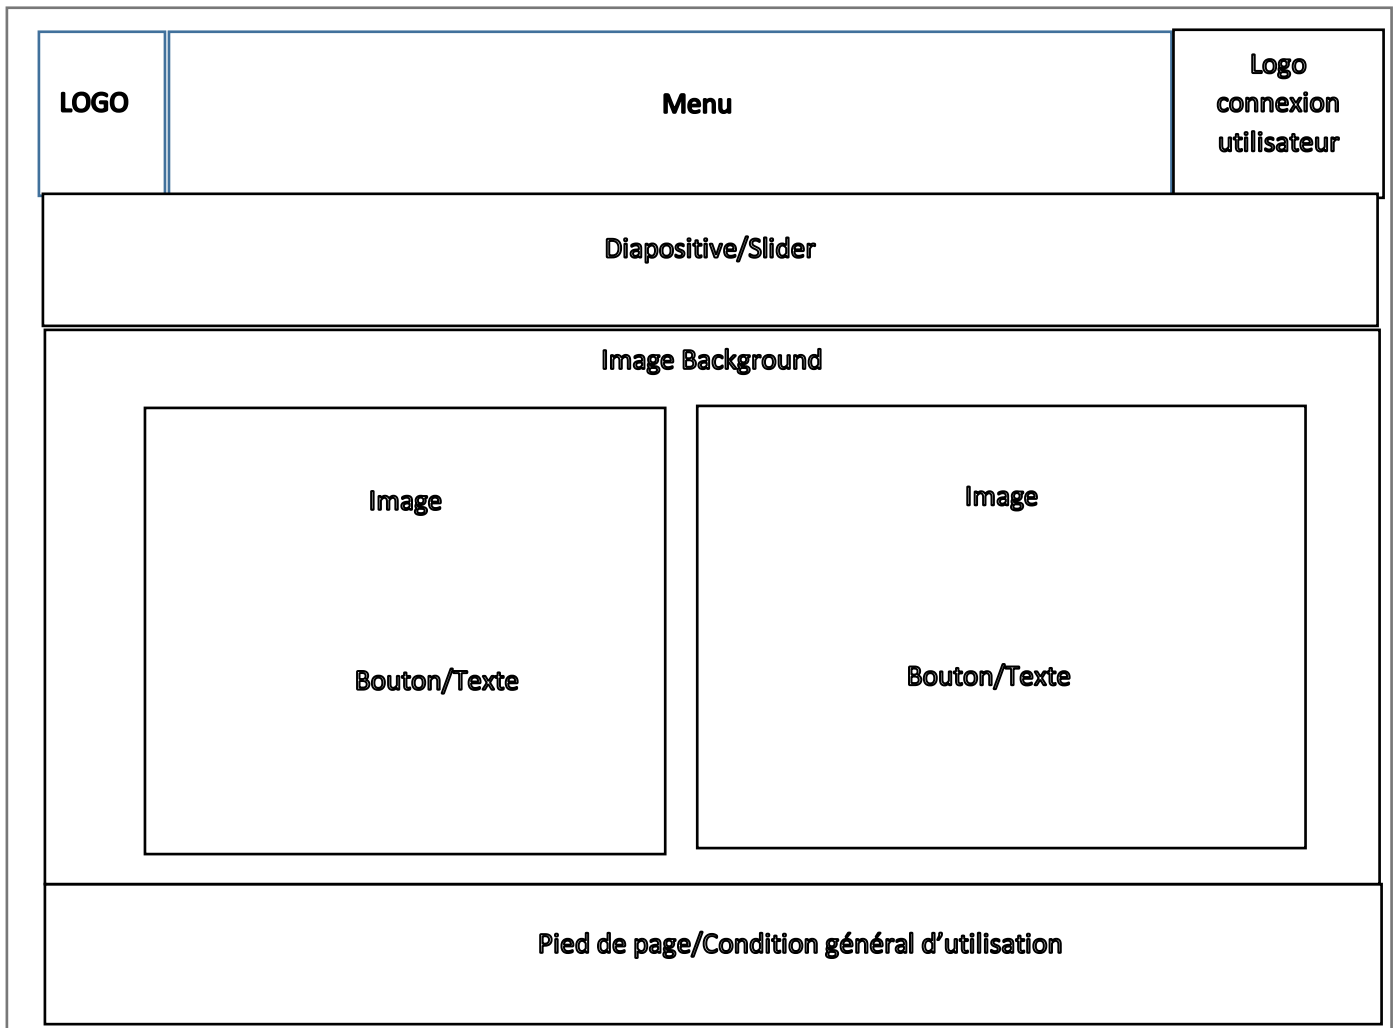 LOGO
Menu
Logo
connexion
utilisateur
Diapositive/Slider
Image Background
Image
Image
Bouton/Texte
Bouton/Texte
Pied de page/Condition général d’utilisation